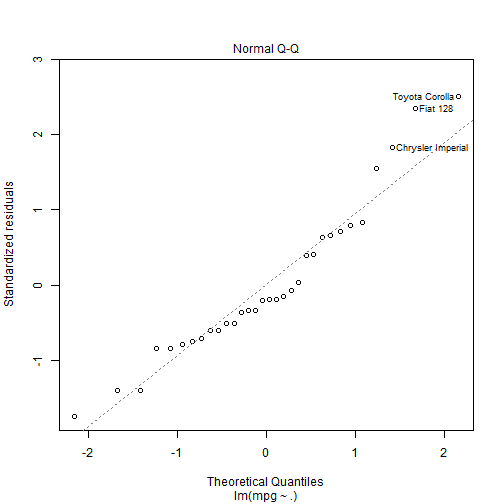 Normal Q-Q
3
2
1
0
-1
Standardized residuals
Toyota Corolla
Fiat 128
Chrysler Imperial
-2 -1 0 1 2
Theoretical Quantiles
lm(mpg ~ .)